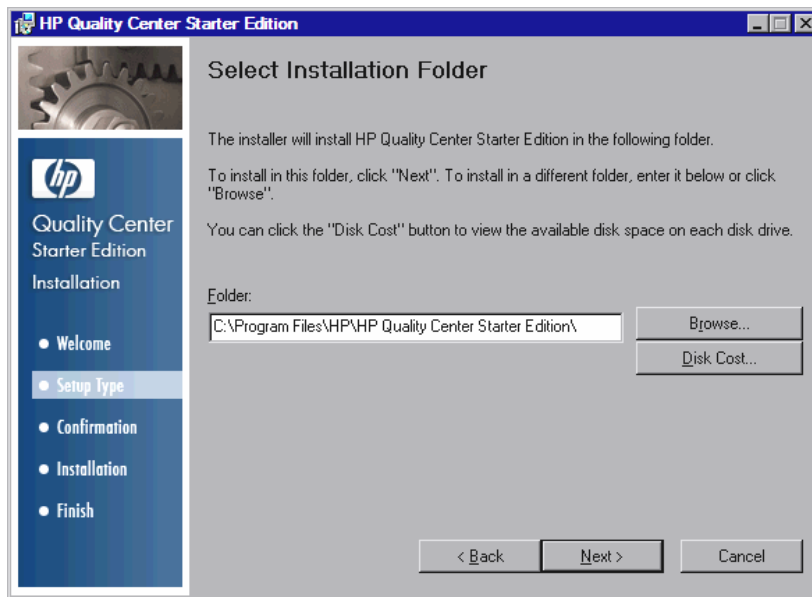 HP Quality Center Starter Edition
Select Installation Folder
The installer will install HP Quality Center Starter Edition in the following folder.
To install in this folder, click "Next". To install in a different folder, enter it below or click
"Browse".
You can click the "Disk Cost" button to view the available disk space on each disk drive.
Folder:
C:\Program Files\HP\HP Quality Center Starter Edition\
Browse...
Disk Cost...
hp
Quality Center
Starter Edition
Installation
Welcome
Setup Type
Confirmation
Installation
Finish
< Back
Next >
Cancel